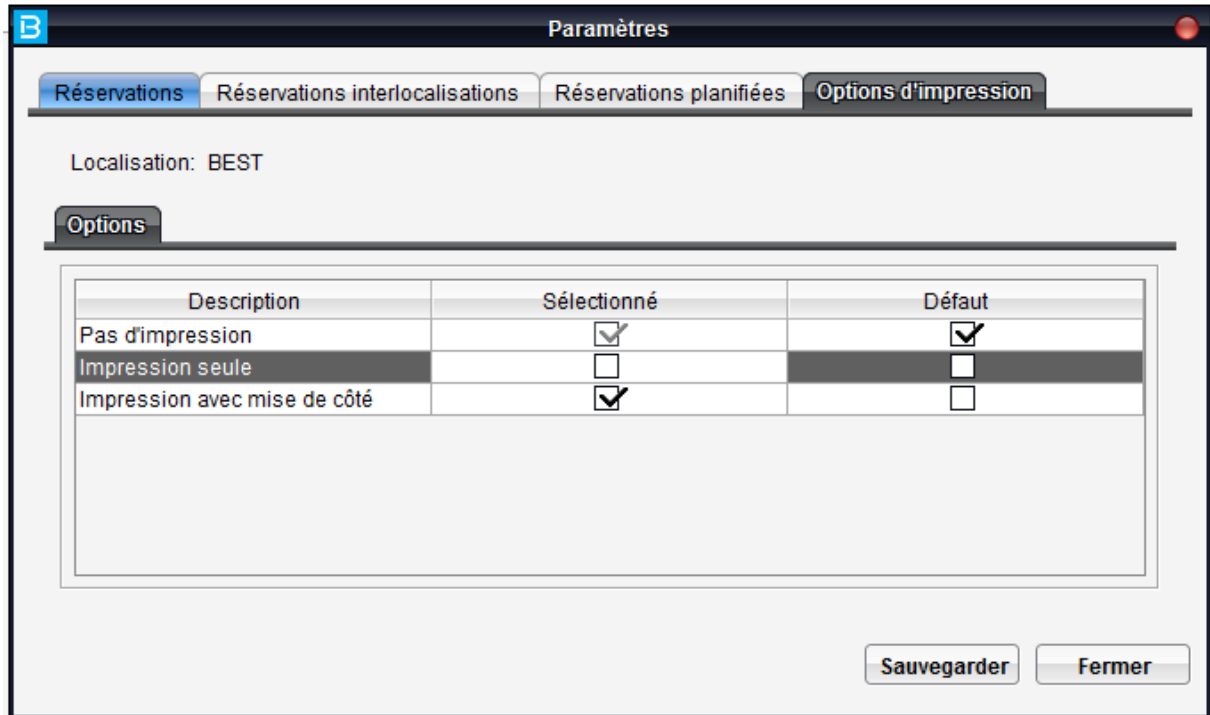 Paramètres
Réservations Réservations interlocalisations Réservations planifiées Options d'impression
Localisation: BEST
Options
Description Sélectionné Défaut
Pas d'impression
Impression seule
Impression avec mise de côté
Sauvegarder Fermer